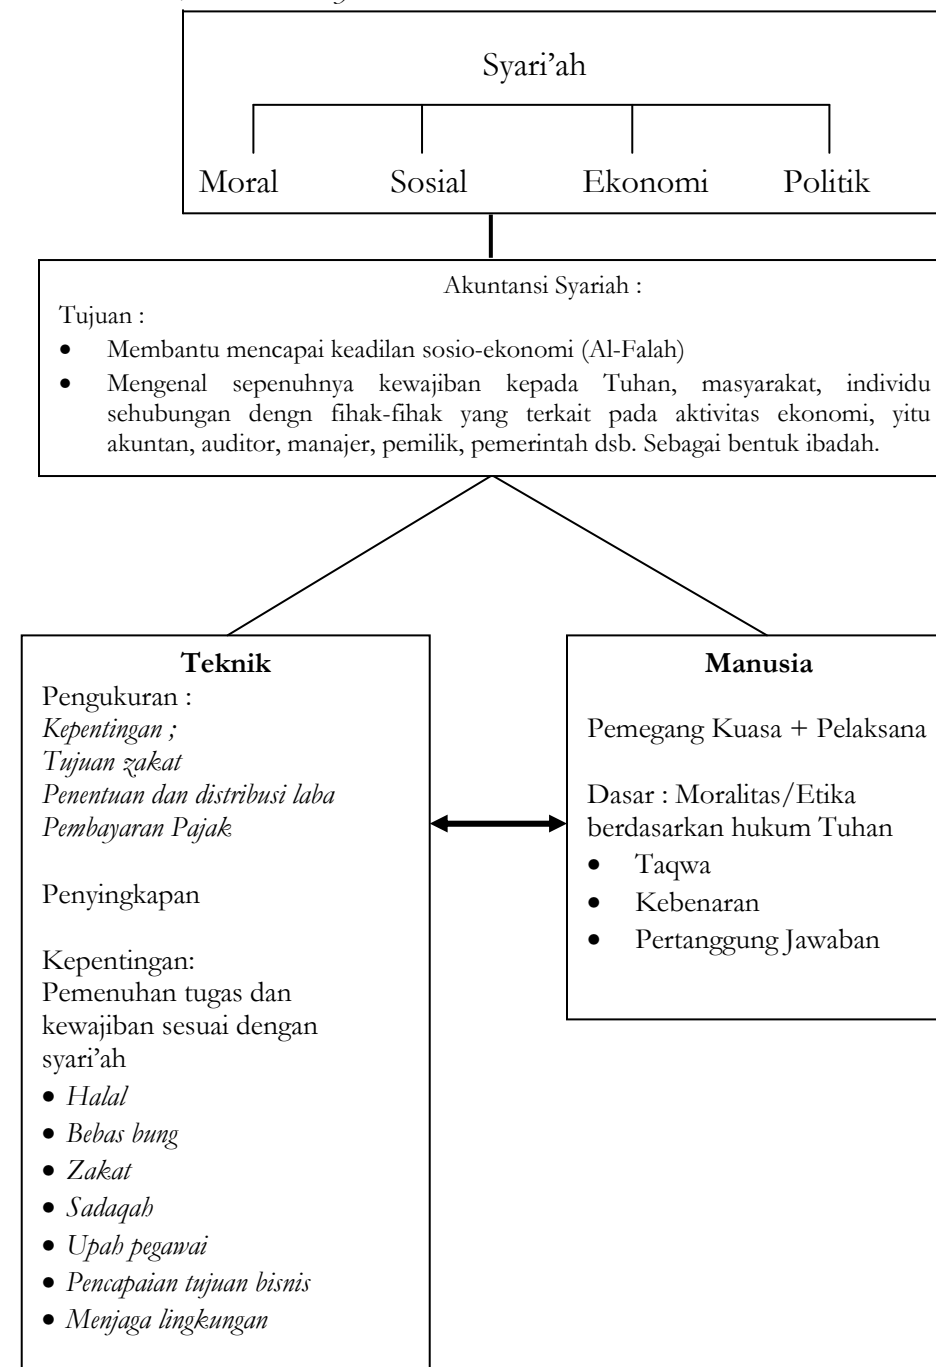 Syari'ah
Moral Sosial Ekonomi Politik
Akuntansi Syariah :
Tujuan :
• Membantu mencapai keadilan sosio-ekonomi (Al-Falah)
• Mengenal sepenuhnya kewajiban kepada Tuhan, masyarakat, individu
sehubungan dengn fihak-fihak yang terkait pada aktivitas ekonomi, yitu
akuntan, auditor, manajer, pemilik, pemerintah dsb. Sebagai bentuk ibadah.
Teknik
Pengukuran :
Kepentingan ;
Tujuan zakat
Penentuan dan distribusi laba
Pembayaran Pajak
Penyingkapan
Kepentingan:
Pemenuhan tugas dan
kewajiban sesuai dengan
syari'ah
• Halal
• Bebas bung
• Zakat
• Sadaqah
• Upah pegawai
• Pencapaian tujuan bisnis
• Menjaga lingkungan
Manusia
Pemegang Kuasa + Pelaksana
Dasar : Moralitas/Etika
berdasarkan hukum Tuhan
• Taqwa
• Kebenaran
• Pertanggung Jawaban